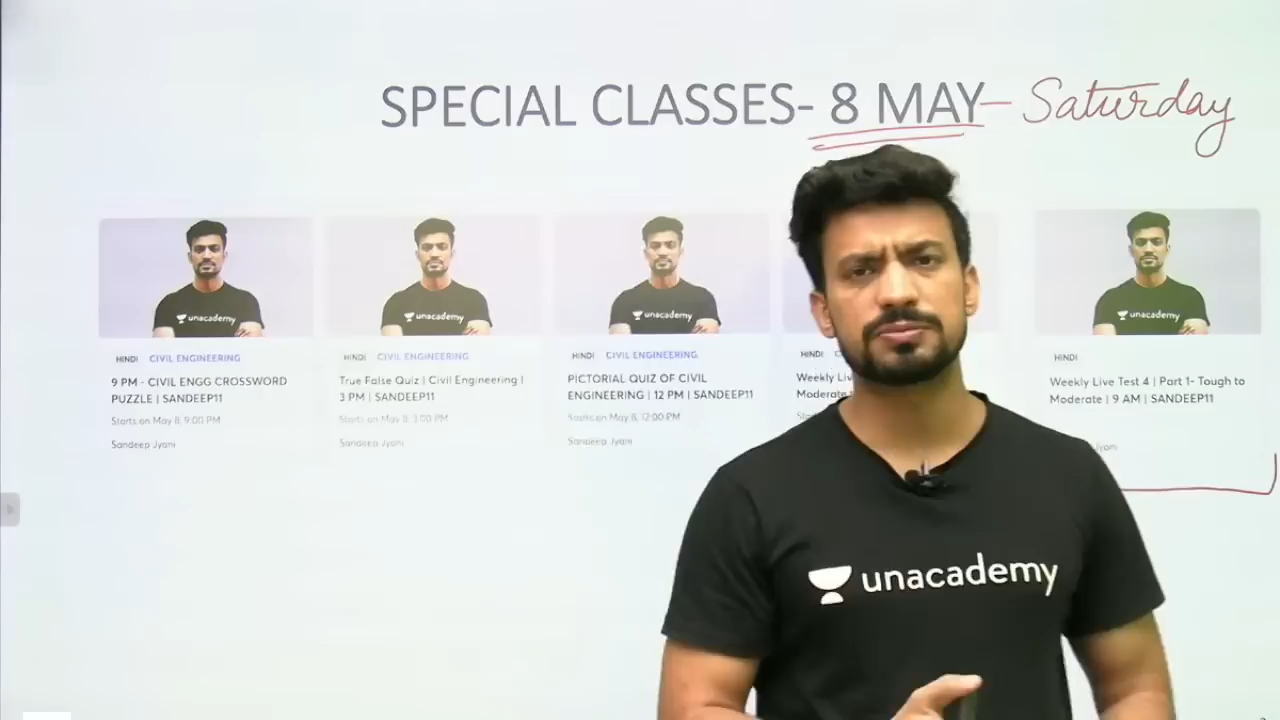 SPECIAL CLASSES- 8 MAY - Saturday
unacademy
HINDI CIVIL ENGINEERING
9 PM - CIVIL ENGG CROSSWORD
PUZZLE | SANDEEP11
Starts on May 8, 9:00 PM
Sandeep Jyani
unacademy
HINDI CIVIL ENGINEERING
True False Quiz | Civil Engineering |
3 PM | SANDEEP11
Starts on May 8, 3:00 PM
Sandeep Jyani
unacademy
HINDI CIVIL ENGINEERING
PICTORIAL QUIZ OF CIVIL
ENGINEERING | 12 PM | SANDEEP11
Starts on May 8, 12:00 PM
Sandeep Jyani
HINDI
Weekly
Moderate
unacademy
HINDI
Weekly Live Test 4 | Part 1- Tough to
Moderate | 9 AM | SANDEEP11
Jyani
unacademy